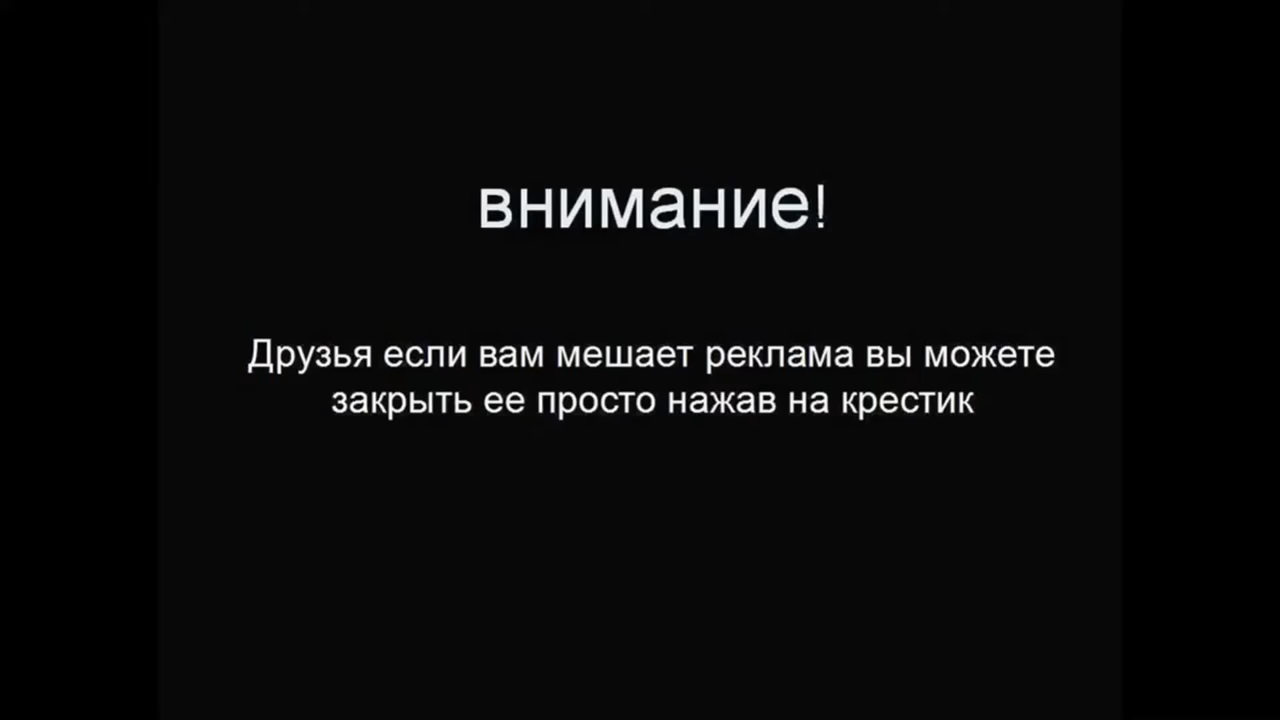 внимание!
Друзья если вам мешает реклама вы можете
закрыть ее просто нажав на крестик